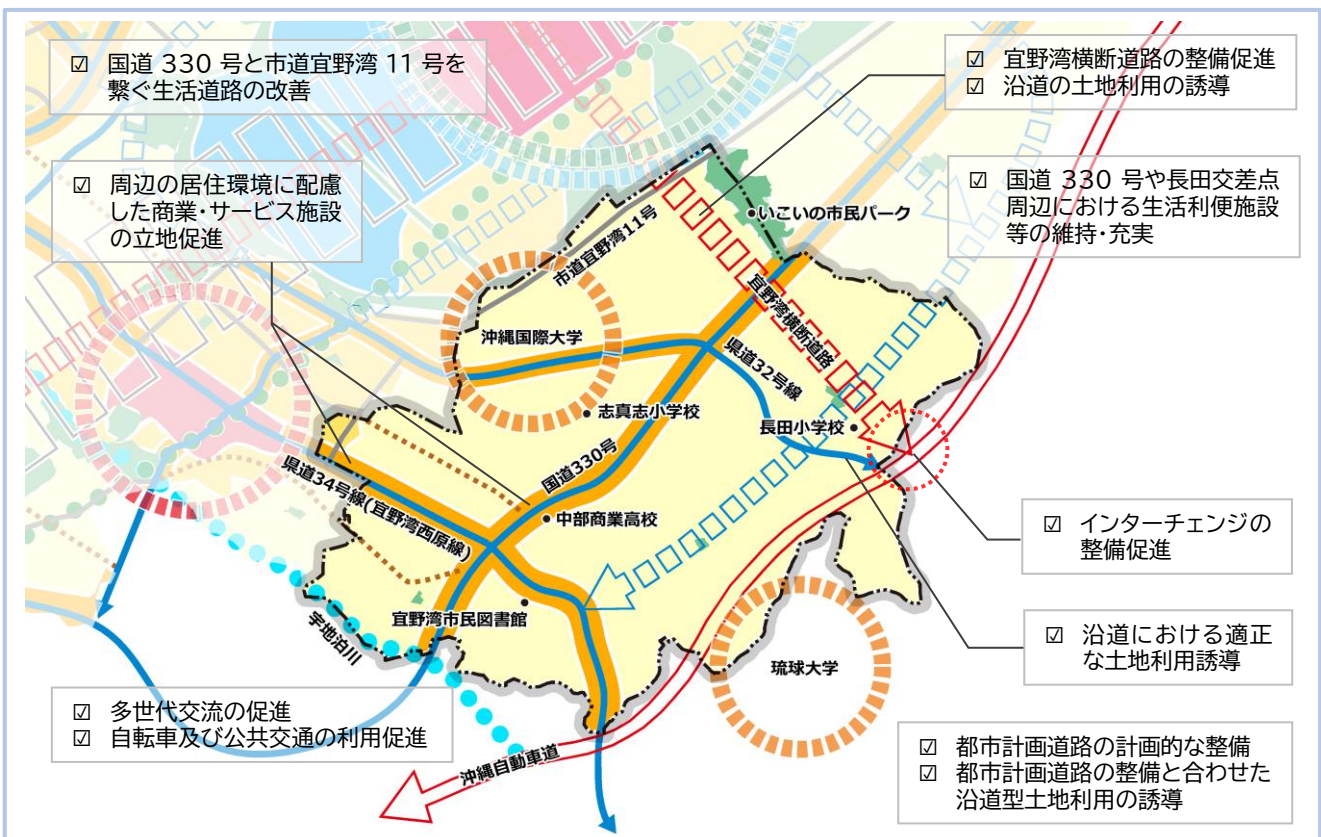 ☑ 国道 330 号と市道宜野湾 11 号を
繋ぐ生活道路の改善
☑ 宜野湾横断道路の整備促進
☑ 沿道の土地利用の誘導
☑ 周辺の居住環境に配慮
した商業・サービス施設
の立地促進
☑ 国道 330 号や長田交差点
周辺における生活利便施設
等の維持・充実
いこいの市民パーク
市道宜野湾11号
宜野湾横断道路
沖縄国際大学
県道32号線
志真志小学校
長田小学校
国道330号
県道34号線(宜野湾西原線)
中部商業高校
☑ インターチェンジの
整備促進
宜野湾市民図書館
宇地泊川
☑ 沿道における適正
な土地利用誘導
琉球大学
☑ 多世代交流の促進
☑ 自転車及び公共交通の利用促進
沖縄自動車道
☑ 都市計画道路の計画的な整備
☑ 都市計画道路の整備と合わせた
沿道型土地利用の誘導